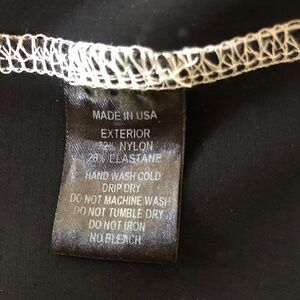 MADE IN USA
EXTERIOR
72% NYLON
28% ELASTANE
HAND WASH COLD
DRIP DRY
DO NOT MACHINE WASH
DO NOT TUMBLE DRY
DO NOT IRON
NO BLEACH